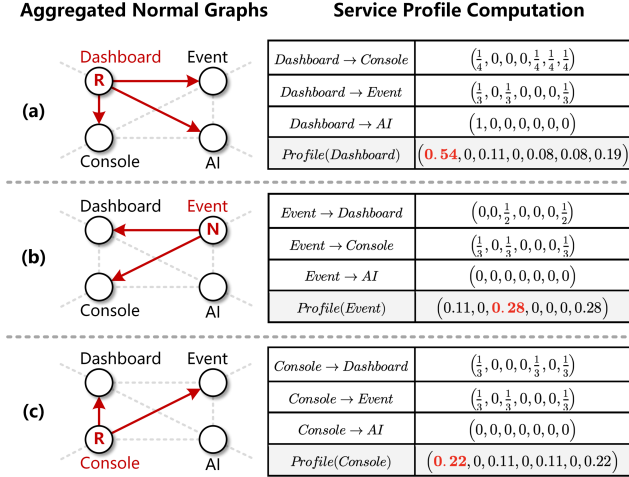 Aggregated Normal Graphs
Service Profile Computation
(a)
Dashboard
Event
R
Console
AI
Dashboard → Console (1/4, 0, 0, 0, 1/4, 1/4, 1/4)
Dashboard → Event (1/3, 0, 1/3, 0, 0, 0, 1/3)
Dashboard → AI (1, 0, 0, 0, 0, 0, 0)
Profile(Dashboard) (0.54, 0, 0.11, 0, 0.08, 0.08, 0.19)
(b)
Dashboard
Event
N
Console
AI
Event → Dashboard (0,0, 1/2, 0, 0, 0, 1/2)
Event → Console (1/3, 0, 1/3, 0, 0, 0, 1/3)
Event → AI (0, 0, 0, 0, 0, 0, 0)
Profile(Event) (0.11, 0, 0.28, 0, 0, 0, 0.28)
(c)
Dashboard
Event
R
Console
AI
Console → Dashboard (1/3, 0, 0, 0, 1/3, 0, 1/3)
Console → Event (1/3, 0, 1/3, 0, 0, 0, 1/3)
Console → AI (0, 0, 0, 0, 0, 0, 0)
Profile(Console) (0.22, 0, 0.11, 0, 0.11, 0, 0.22)